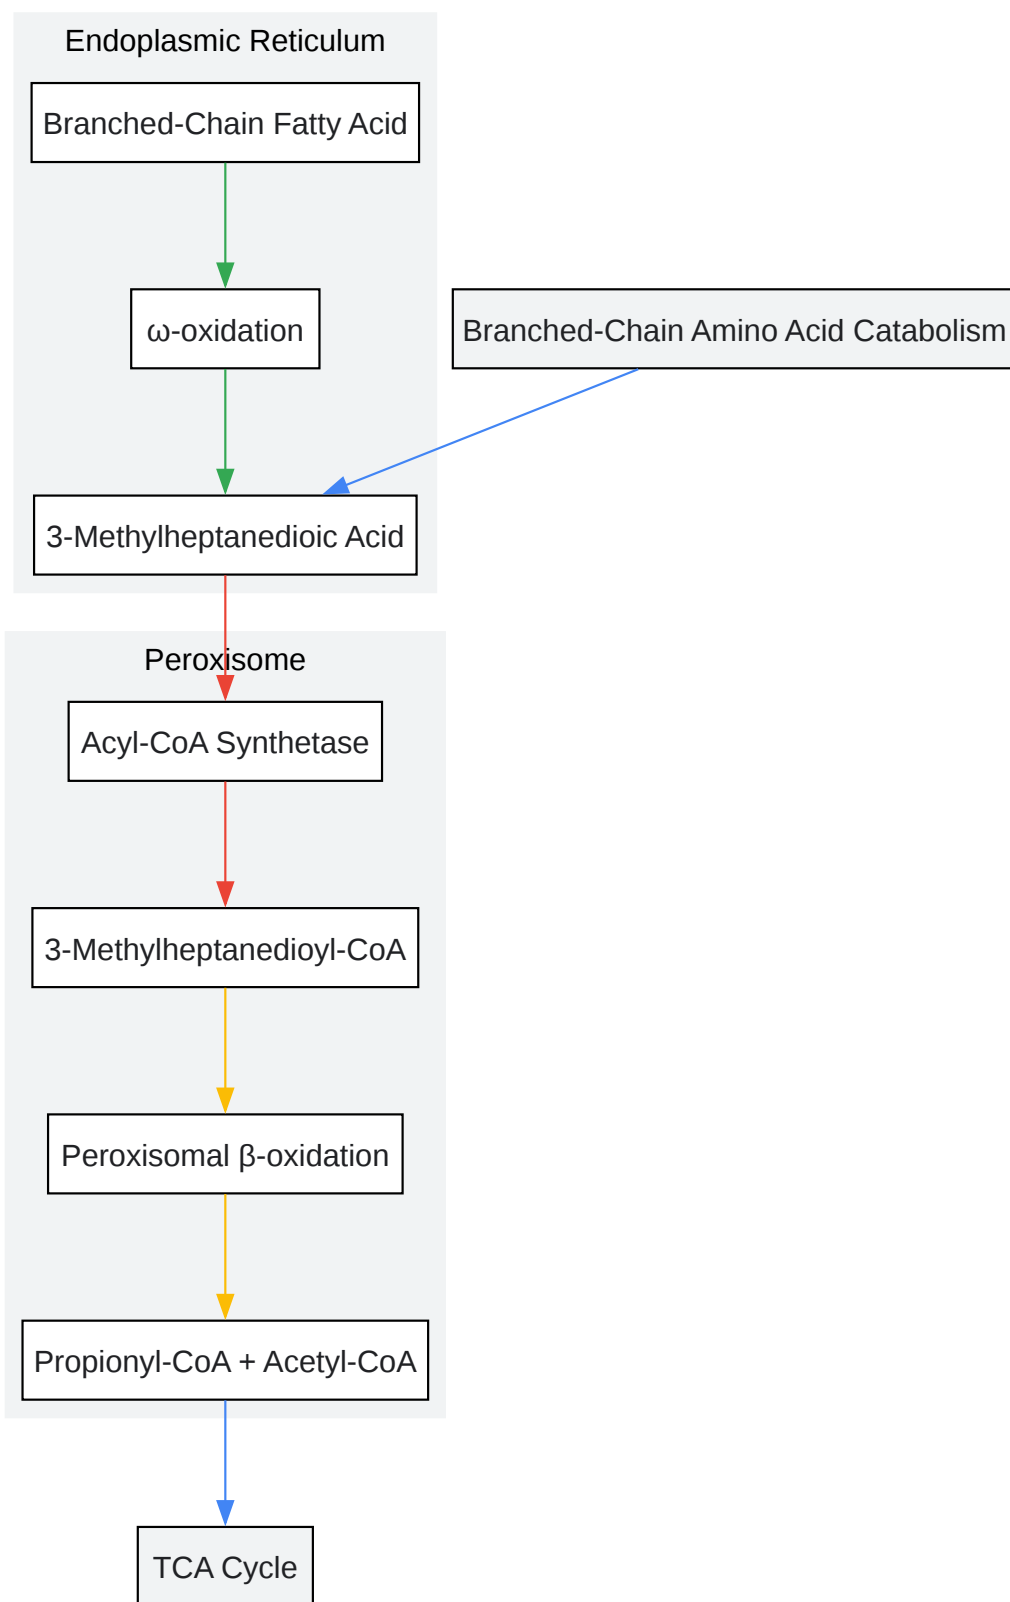 Endoplasmic Reticulum
Branched-Chain Fatty Acid
ω-oxidation
Branched-Chain Amino Acid Catabolism
3-Methylheptanedioic Acid
Peroxisome
Acyl-CoA Synthetase
3-Methylheptanedioyl-CoA
Peroxisomal β-oxidation
Propionyl-CoA + Acetyl-CoA
TCA Cycle